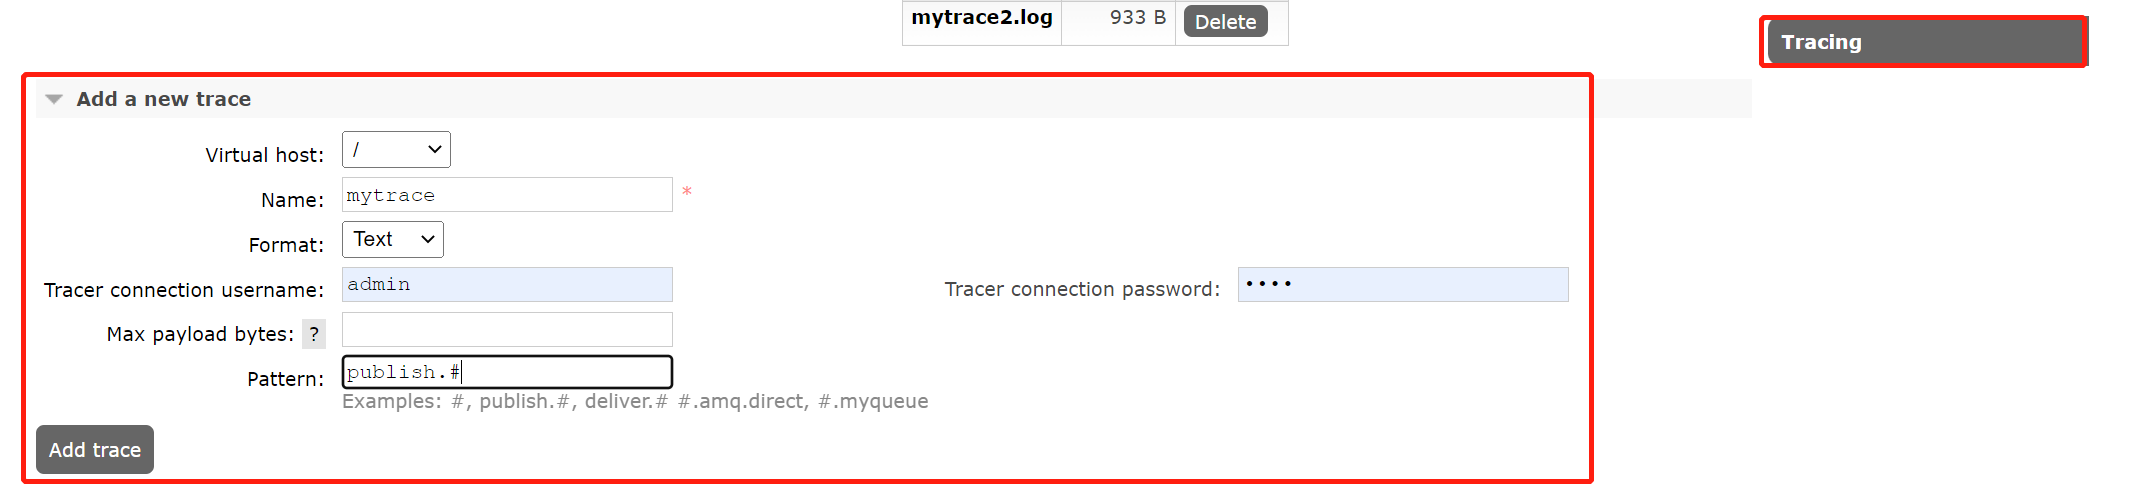 mytrace2.log 933 B Delete
Tracing
Add a new trace
Virtual host: /
Name: mytrace *
Format: Text
Tracer connection username: admin Tracer connection password: ••••
Max payload bytes: ?
Pattern: publish.#
Examples: #, publish.#, deliver.# #.amq.direct, #.myqueue
Add trace